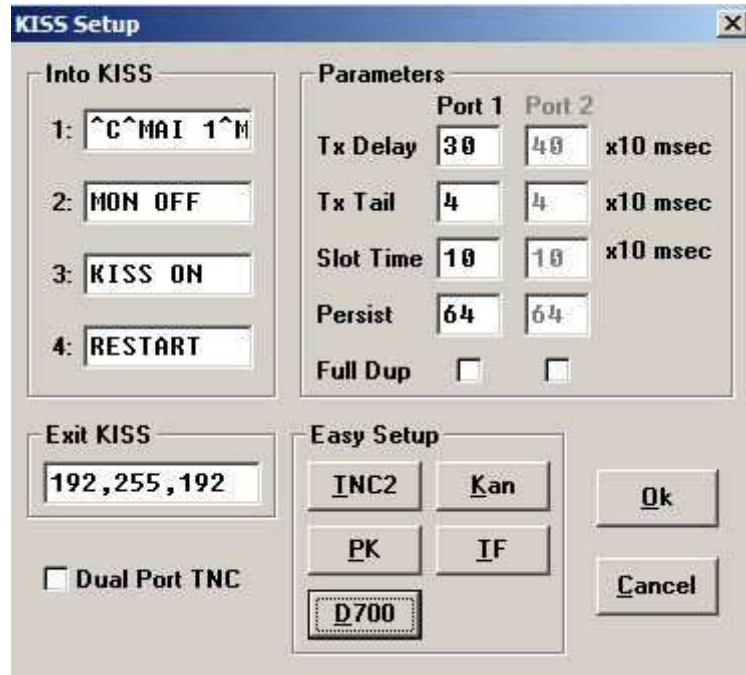 KISS Setup
Into KISS
1: ^C^MAI 1^M
2: MON OFF
3: KISS ON
4: RESTART
Parameters
Port 1 Port 2
Tx Delay 30 40 x10 msec
Tx Tail 4 4 x10 msec
Slot Time 10 10 x10 msec
Persist 64 64
Full Dup
Exit KISS
192,255,192
Dual Port TNC
Easy Setup
TNC2 Kan
PK TF
D700
Ok
Cancel